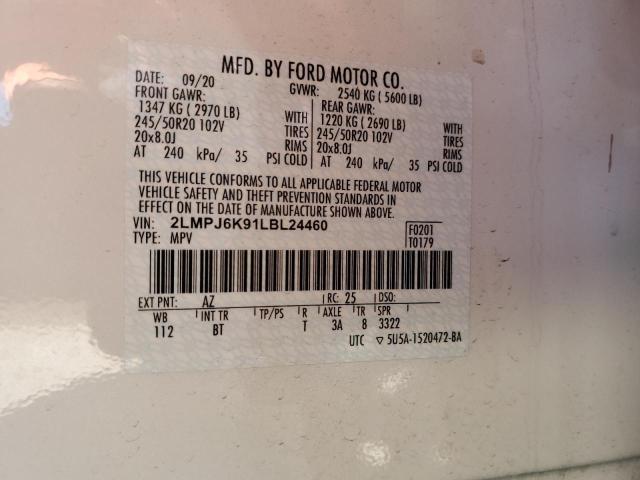 MFD. BY FORD MOTOR CO.
DATE: 09/20 GVWR: 2540 KG ( 5600 LB)
FRONT GAWR: REAR GAWR:
1347 KG ( 2970 LB) WITH 1220 KG ( 2690 LB) WITH
245/50R20 102V TIRES 245/50R20 102V TIRES
20x8.0J RIMS 20x8.0J RIMS
AT 240 kPa/ 35 PSI COLD AT 240 kPa/ 35 PSI COLD
THIS VEHICLE CONFORMS TO ALL APPLICABLE FEDERAL MOTOR
VEHICLE SAFETY AND THEFT PREVENTION STANDARDS IN
EFFECT ON THE DATE OF MANUFACTURE SHOWN ABOVE.
VIN: 2LMPJ6K91LBL24460 F0201
TYPE: MPV T0179
EXT PNT: AZ RC: 25 DSO:
WB INT TR TP/PS R AXLE TR SPR
112 BT T 3A 8 3322
UTC ▽ 5U5A-1520472-BA